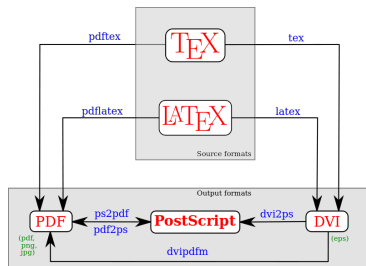 pdftex
TEX
tex
pdflatex
LATEX
latex
Source formats
Output formats
PDF
ps2pdf
pdf2ps
PostScript
dvi2ps
DVI
(pdf,
png,
jpg)
(eps)
dvipdfm